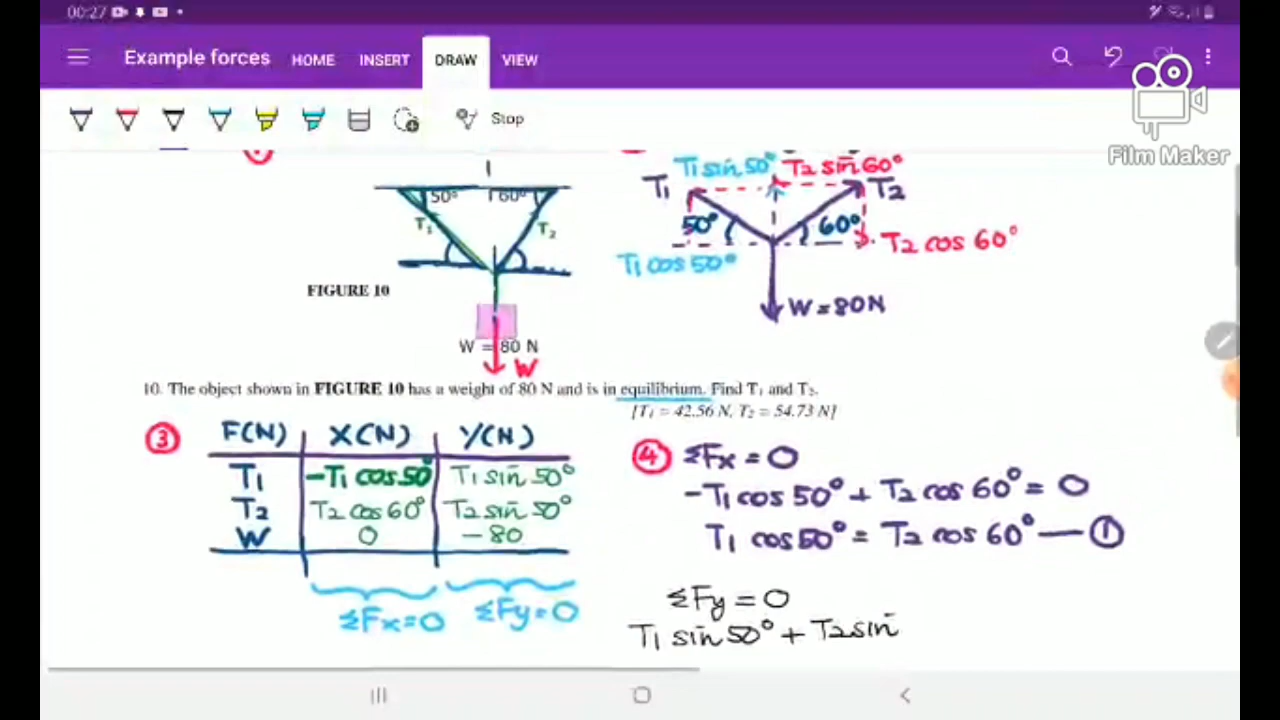 00:27
Example forces HOME INSERT DRAW VIEW
Stop
Film Maker
50° 60°
T1 T2
FIGURE 10
W = 80 N
W
T1 sin 50° T2 sin 60°
T1 T2
50° 60°
T1 cos 50° T2 cos 60°
W = 80N
10. The object shown in FIGURE 10 has a weight of 80 N and is in equilibrium. Find T1 and T2.
[T1 = 42.56 N, T2 = 54.73 N]
3
F(N) X(N) Y(N)
T1 -T1 cos 50° T1 sin 50°
T2 T2 cos 60° T2 sin 50°
W 0 -80
ΣFx = 0 ΣFy = 0
4 ΣFx = 0
-T1 cos 50° + T2 cos 60° = 0
T1 cos 50° = T2 cos 60° — 1
ΣFy = 0
T1 sin 50° + T2 sin